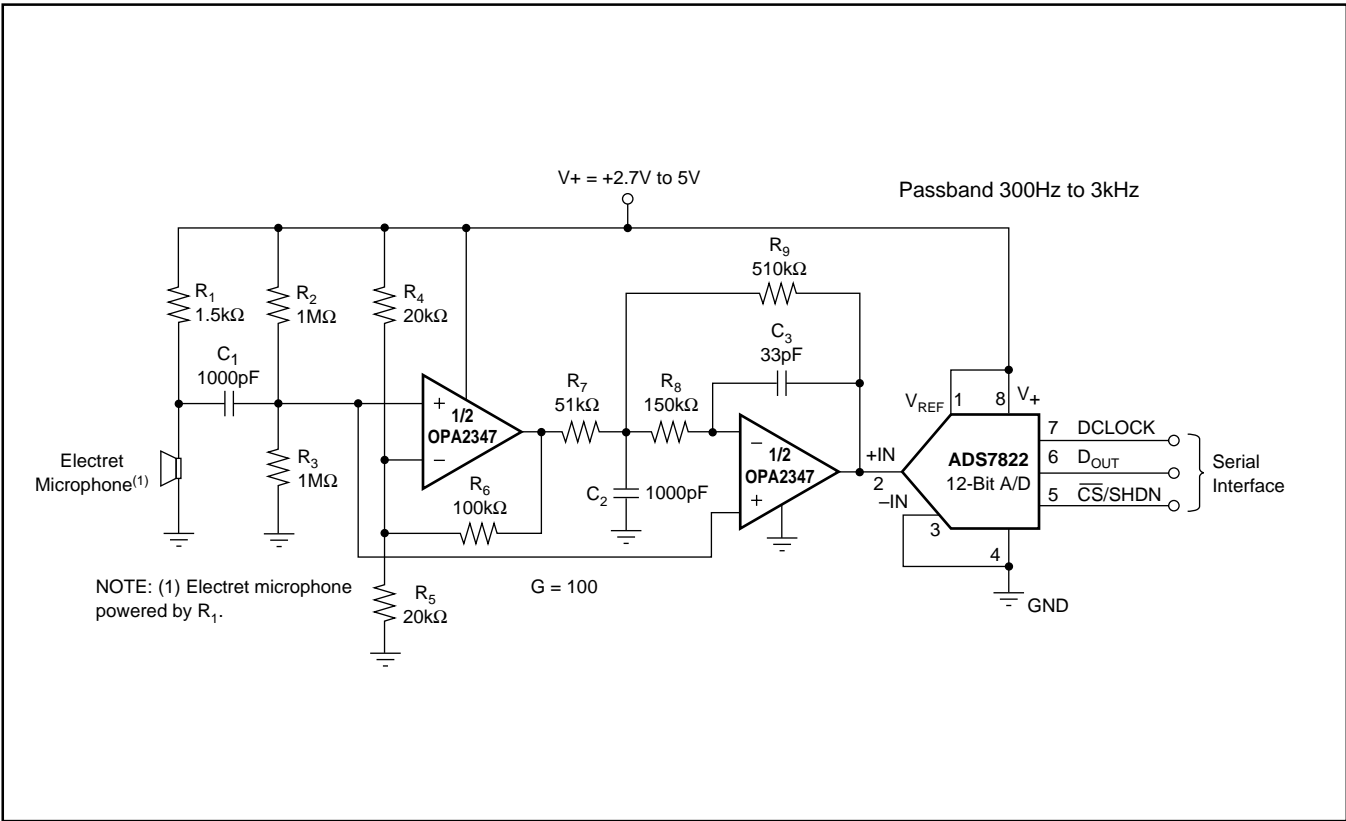 V+ = +2.7V to 5V
Passband 300Hz to 3kHz
R1
1.5kΩ
R2
1MΩ
R4
20kΩ
R9
510kΩ
C3
33pF
C1
1000pF
R7
51kΩ
R8
150kΩ
VREF
1
8
V+
+
1/2
OPA2347
−
−
1/2
OPA2347
+
+IN
2
−IN
3
ADS7822
12-Bit A/D
4
7
DCLOCK
6
DOUT
5
CS/SHDN
Serial
Interface
Electret
Microphone(1)
R3
1MΩ
R6
100kΩ
C2
1000pF
NOTE: (1) Electret microphone
powered by R1.
R5
20kΩ
G = 100
GND